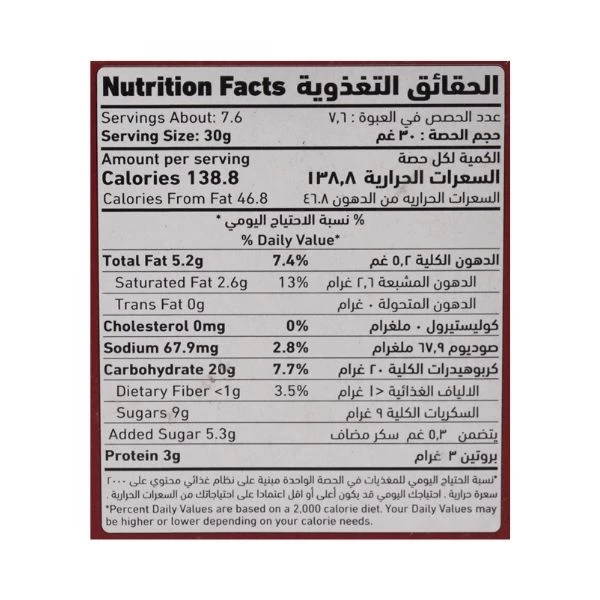 Nutrition Facts الحقائق التغذوية
Servings About: 7.6 عدد الحصص في العبوة : ٧,٦
Serving Size: 30g حجم الحصة : ٣٠ غم
Amount per serving الكمية لكل حصة
Calories 138.8 السعرات الحرارية ١٣٨,٨
Calories From Fat 46.8 السعرات الحراريه من الدهون ٤٦.٨
% نسبة الاحتياج اليومي *
% Daily Value*
Total Fat 5.2g 7.4% الدهون الكلية ٥,٢ غم
Saturated Fat 2.6g 13% الدهون المشبعة ٢,٦ غرام
Trans Fat 0g الدهون المتحولة ٠ غرام
Cholesterol 0mg 0% كوليستيرول ٠ ملغرام
Sodium 67.9mg 2.8% صوديوم ٦٧,٩ ملغرام
Carbohydrate 20g 7.7% كربوهيدرات الكلية ٢٠ غرام
Dietary Fiber <1g 3.5% الالياف الغذائية <١ غرام
Sugars 9g السكريات الكلية ٩ غرام
Added Sugar 5.3g يتضمن ٥,٣ غم سكر مضاف
Protein 3g بروتين ٣ غرام
*نسبة الحتياج اليومي للمغذيات في الحصة الواحدة مبنية على نظام غذائي محتوي على ٢٠٠٠
سعرة حرارية . احتياجك اليومي قد يكون أعلى أو اقل اعتمادا على احتياجاتك من السعرات الحرارية .
*Percent Daily Values are based on a 2,000 calorie diet. Your Daily Values may
be higher or lower depending on your calorie needs.